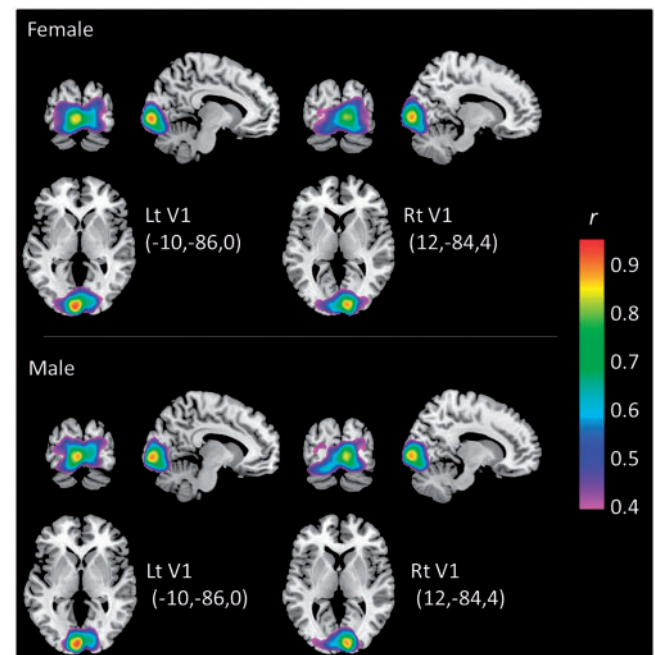 Female
Lt V1
(-10,-86,0)
Rt V1
(12,-84,4)
r
0.9
0.8
0.7
0.6
0.5
0.4
Male
Lt V1
(-10,-86,0)
Rt V1
(12,-84,4)